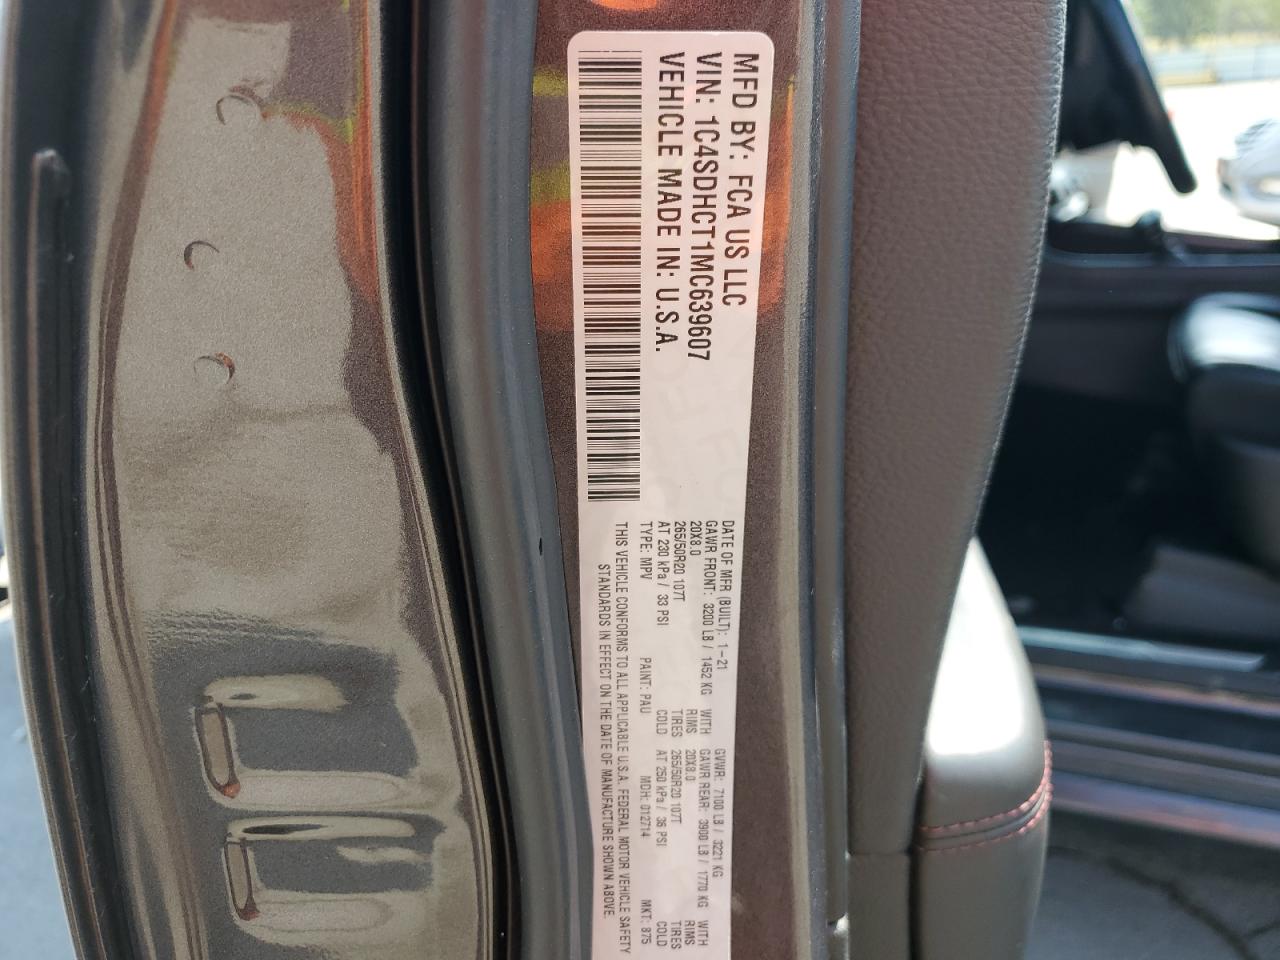 MFD BY: FCA US LLC
VIN: 1C4SDHCT1MC639607
VEHICLE MADE IN: U.S.A.
DATE OF MFR (BUILT): 1-21 GVWR: 7100 LB / 3221 KG
GAWR FRONT: 3200 LB / 1452 KG WITH GAWR REAR: 3900 LB / 1770 KG WITH
20X8.0 RIMS 20X8.0 RIMS
265/50R20 107T TIRES 265/50R20 107T TIRES
AT 230 kPa / 33 PSI COLD AT 250 kPa / 36 PSI COLD
TYPE: MPV PAINT: PAU MDH: 012714 MKT: 875
THIS VEHICLE CONFORMS TO ALL APPLICABLE U.S.A. FEDERAL MOTOR VEHICLE SAFETY
STANDARDS IN EFFECT ON THE DATE OF MANUFACTURE SHOWN ABOVE.